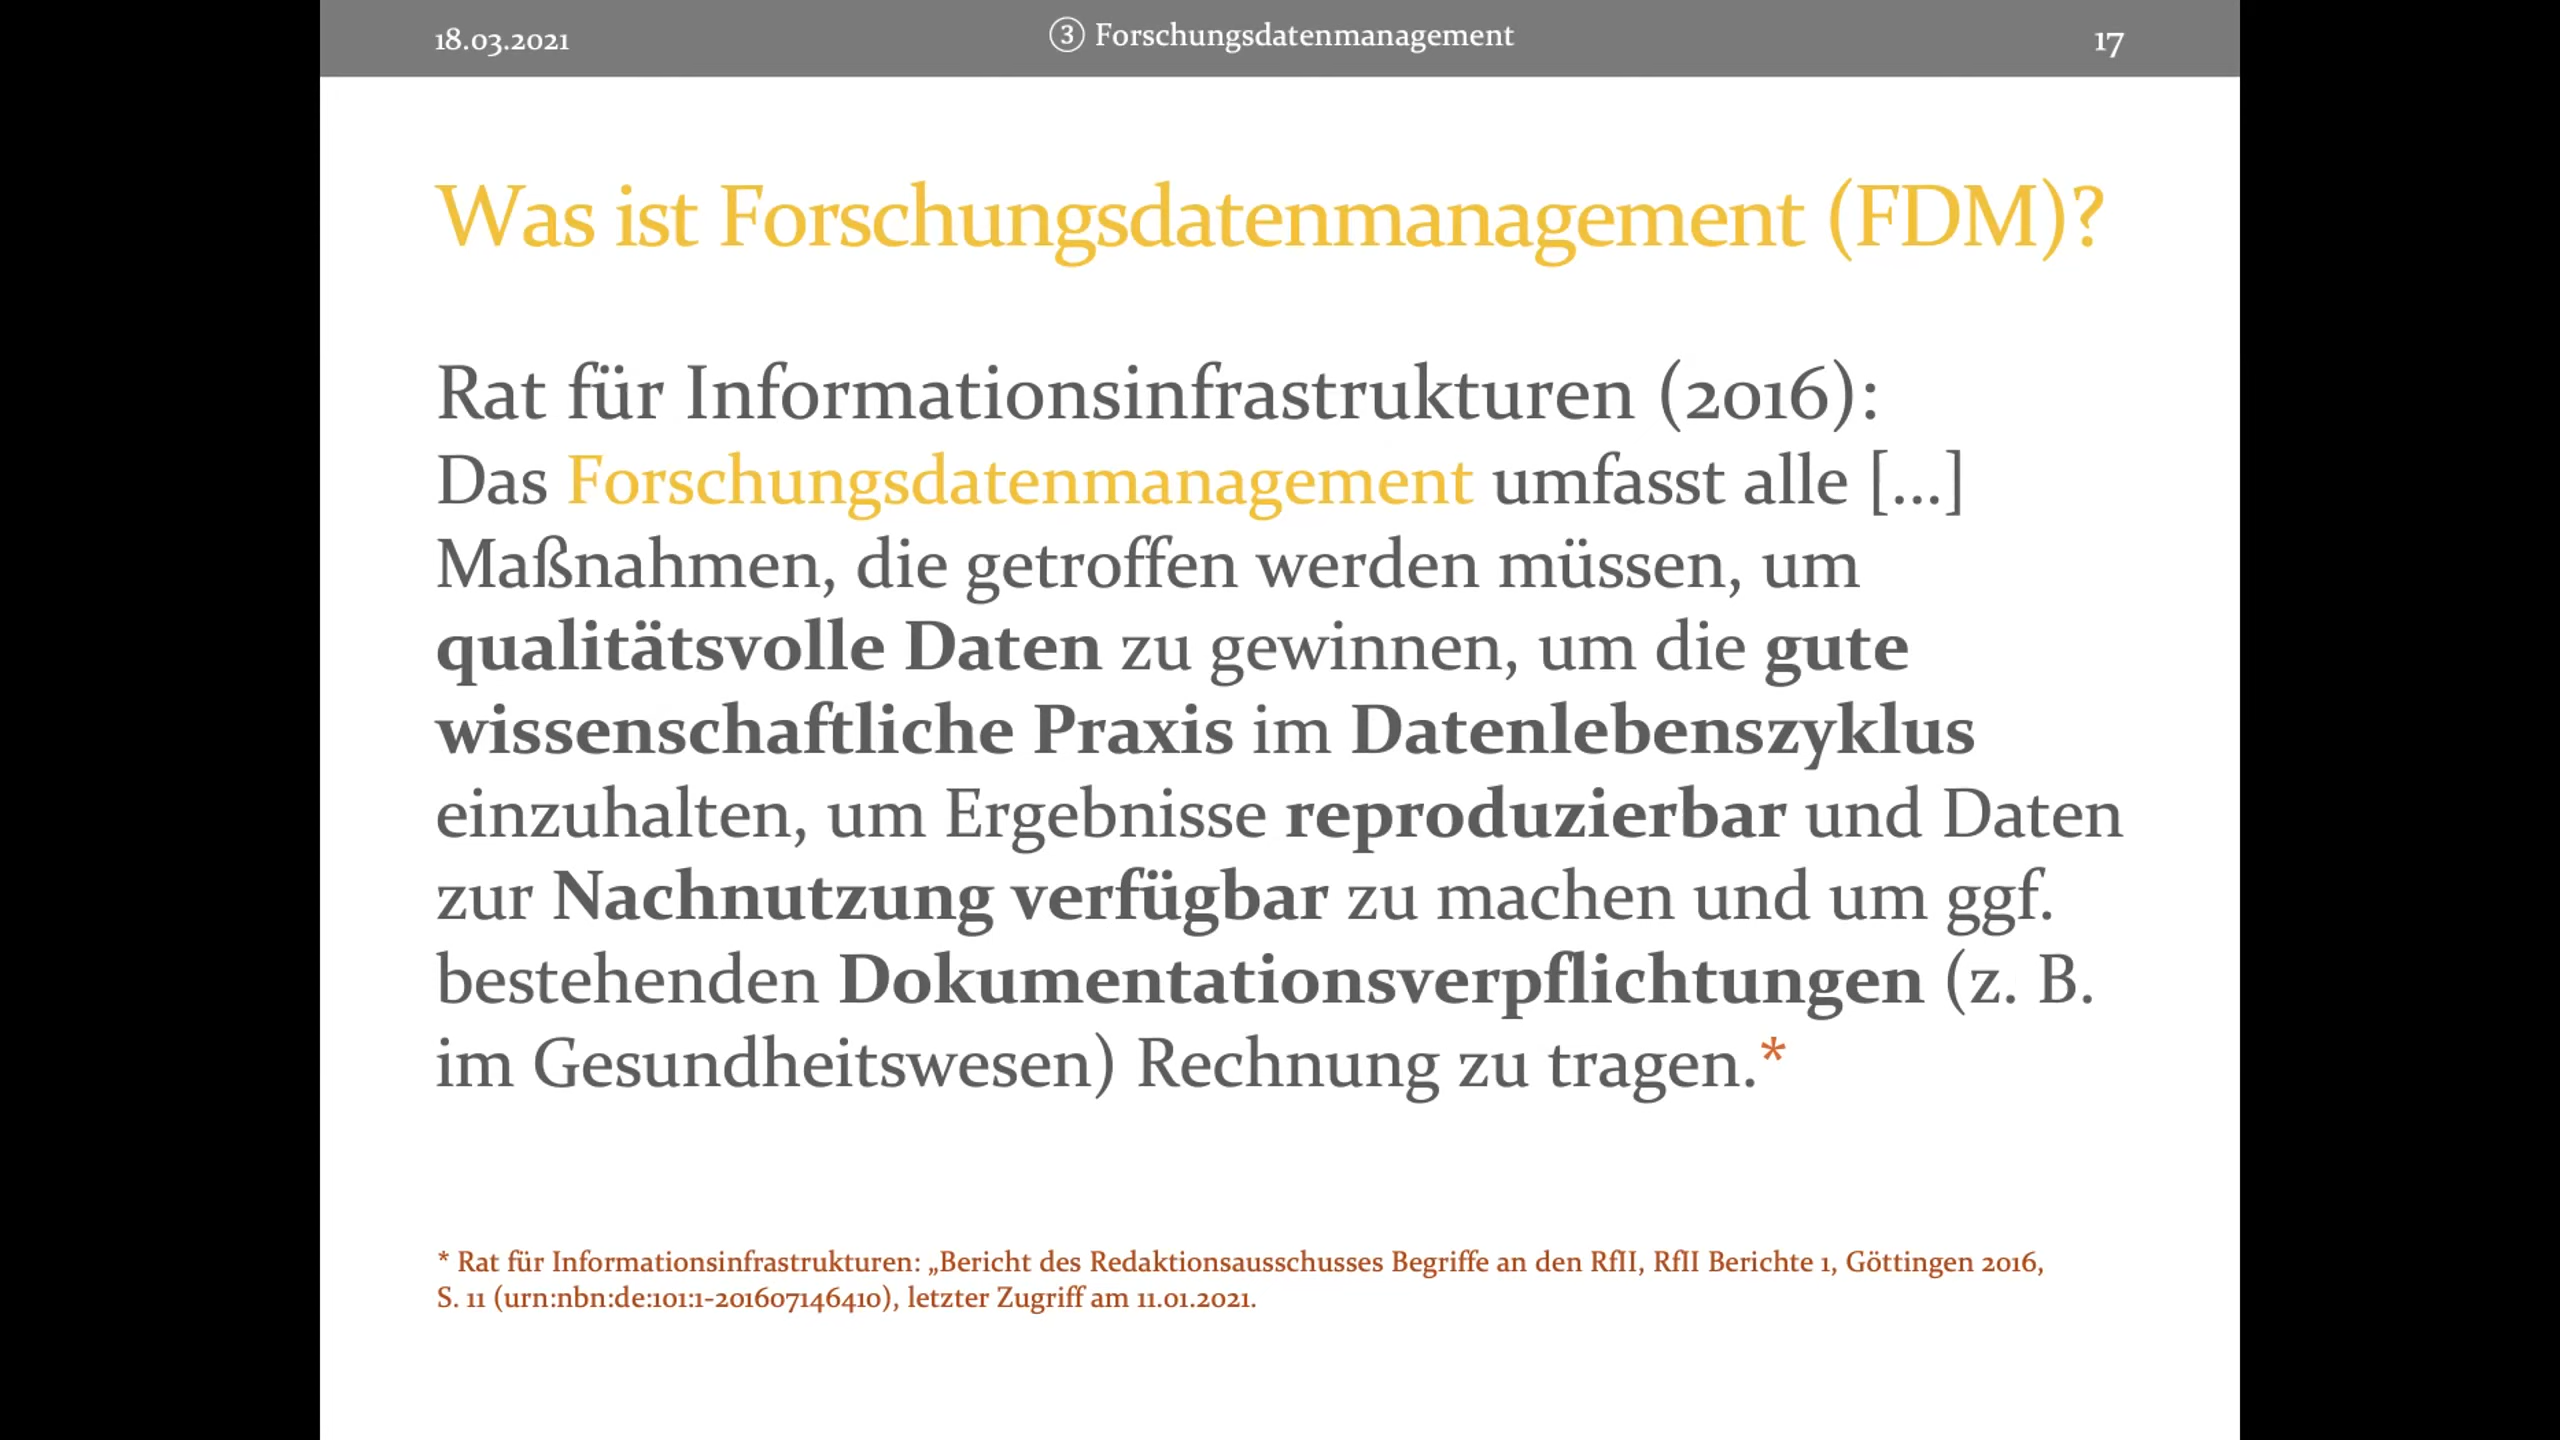 18.03.2021
③ Forschungsdatenmanagement
17
Was ist Forschungsdatenmanagement (FDM)?
Rat für Informationsinfrastrukturen (2016):
Das Forschungsdatenmanagement umfasst alle [...]
Maßnahmen, die getroffen werden müssen, um
qualitätsvolle Daten zu gewinnen, um die gute
wissenschaftliche Praxis im Datenlebenszyklus
einzuhalten, um Ergebnisse reproduzierbar und Daten
zur Nachnutzung verfügbar zu machen und um ggf.
bestehenden Dokumentationsverpflichtungen (z. B.
im Gesundheitswesen) Rechnung zu tragen.*
* Rat für Informationsinfrastrukturen: „Bericht des Redaktionsausschusses Begriffe an den RfII, RfII Berichte 1, Göttingen 2016,
S. 11 (urn:nbn:de:101:1-201607146410), letzter Zugriff am 11.01.2021.